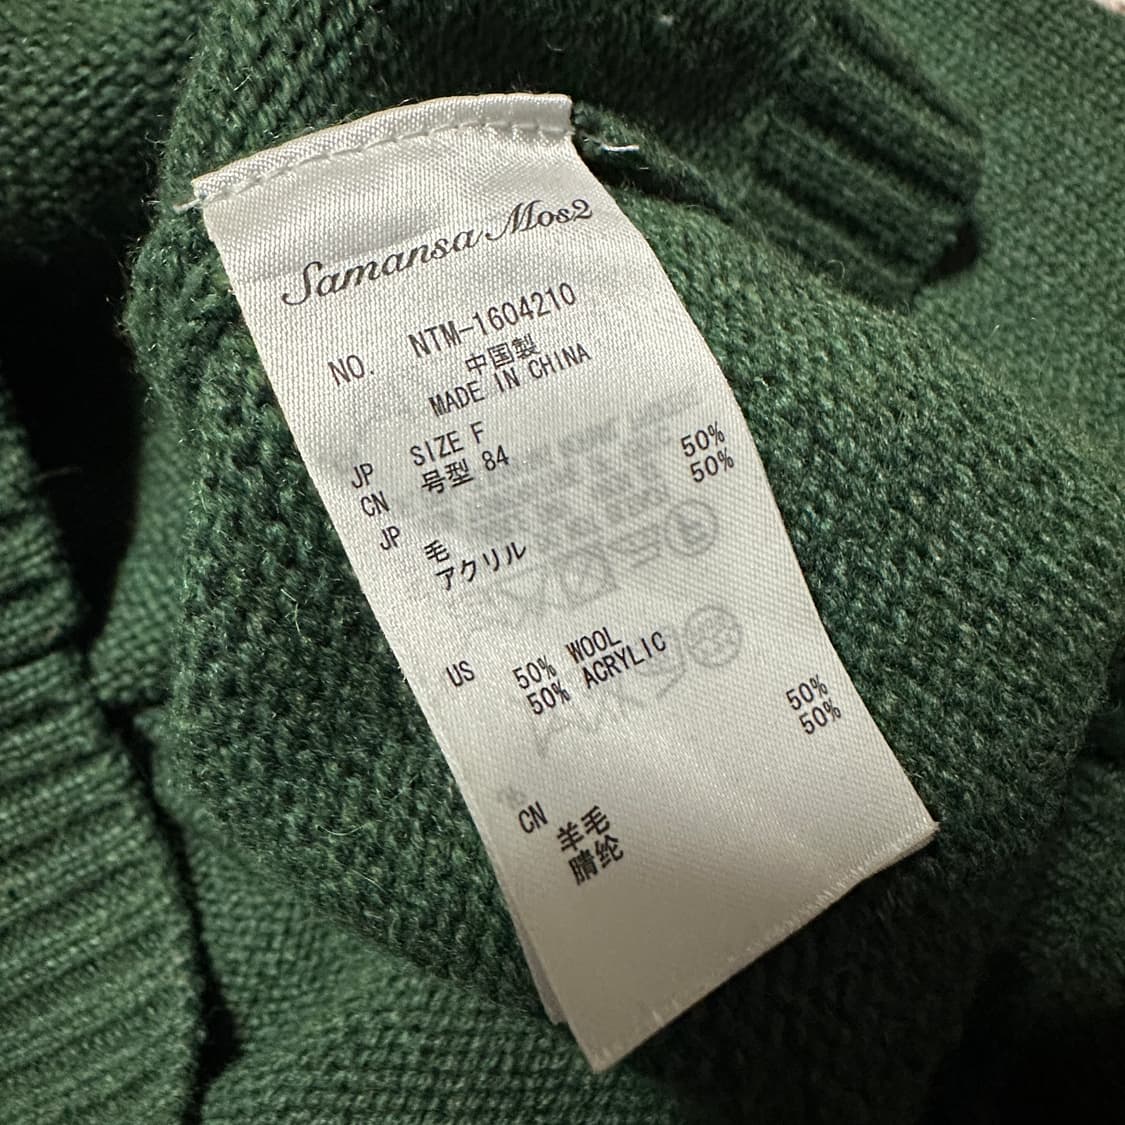 Samansa Mos2
NO. NTM-1604210
中国製
MADE IN CHINA
JP SIZE F
CN 号型 84
JP 毛 50%
アクリル 50%
US 50% WOOL
50% ACRYLIC
CN 羊毛 50%
腈纶 50%